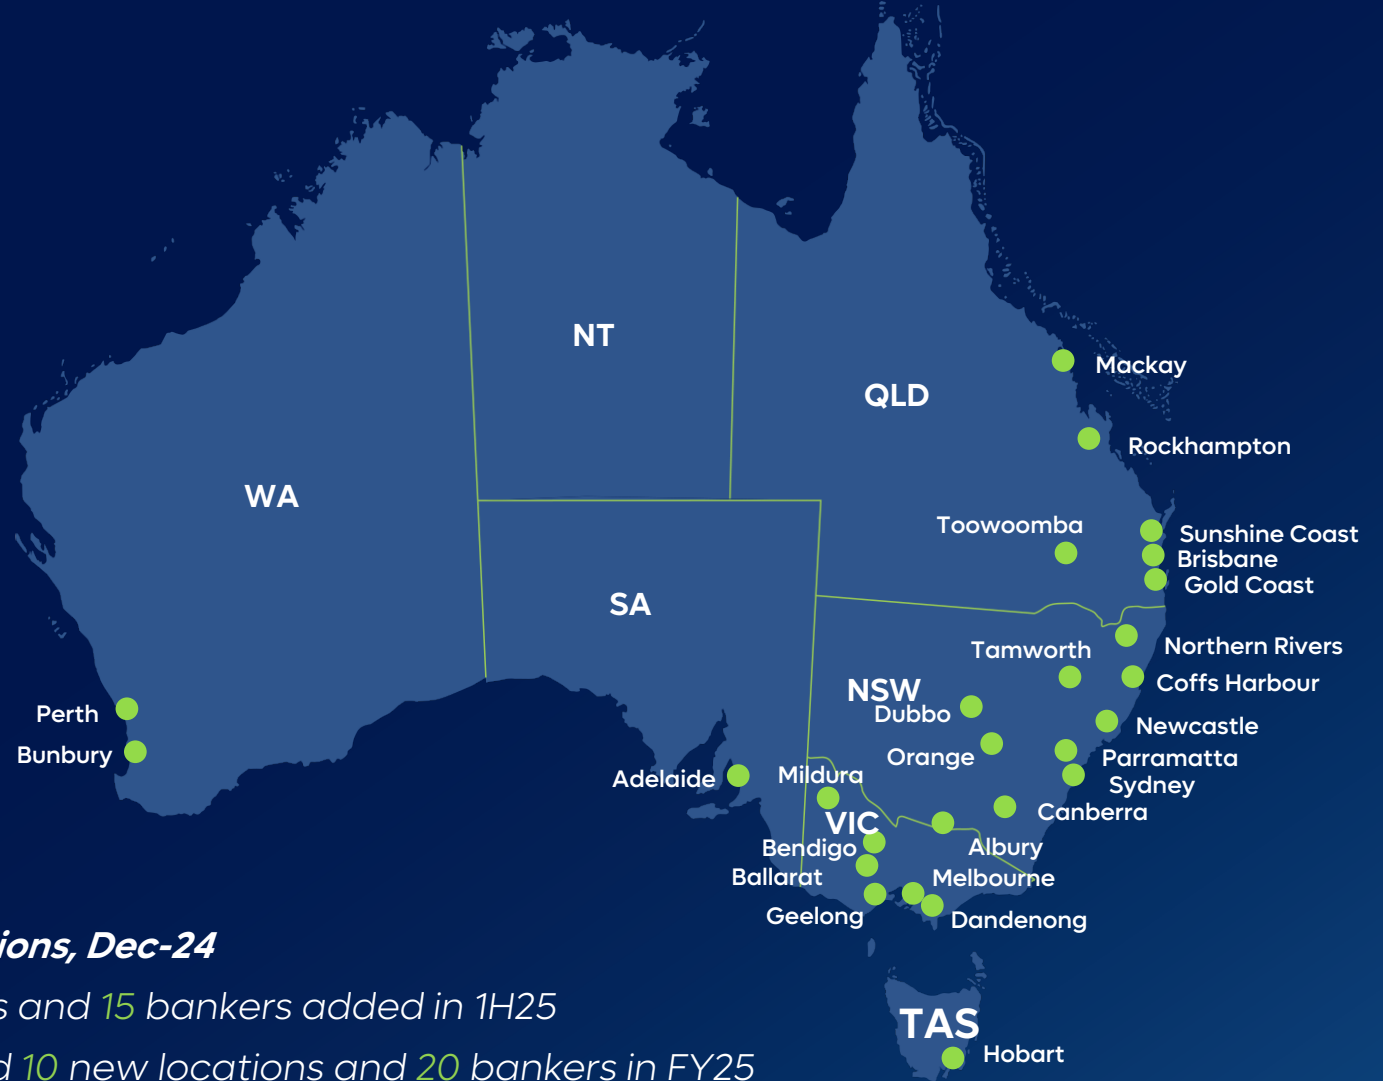 NT
Mackay
QLD
Rockhampton
WA
Toowoomba
Sunshine Coast
Brisbane
Gold Coast
SA
Northern Rivers
Tamworth
Coffs Harbour
NSW
Dubbo
Newcastle
Perth
Orange
Parramatta
Bunbury
Adelaide
Mildura
Sydney
Canberra
VIC
Bendigo
Albury
Ballarat
Melbourne
Geelong
Dandenong
Dec-24
and 15 bankers added in 1H25
10 new locations and 20 bankers in FY25
TAS
Hobart